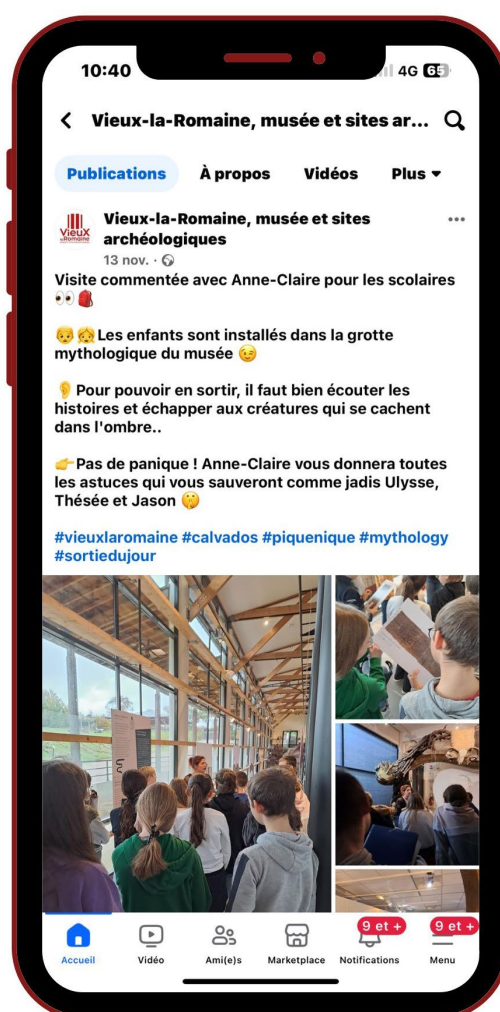 10:40
4G 65
Vieux-la-Romaine, musée et sites ar...
Publications À propos Vidéos Plus
VieuX
la Romaine
Vieux-la-Romaine, musée et sites
archéologiques
13 nov. ·
Visite commentée avec Anne-Claire pour les scolaires
👀🎒
👦👧Les enfants sont installés dans la grotte
mythologique du musée 😉
👂Pour pouvoir en sortir, il faut bien écouter les
histoires et échapper aux créatures qui se cachent
dans l'ombre..
👉Pas de panique ! Anne-Claire vous donnera toutes
les astuces qui vous sauveront comme jadis Ulysse,
Thésée et Jason 🤫
#vieuxlaromaine #calvados #piquenique #mythology
#sortiedujour
9 et + 9 et +
Accueil Vidéo Ami(e)s Marketplace Notifications Menu